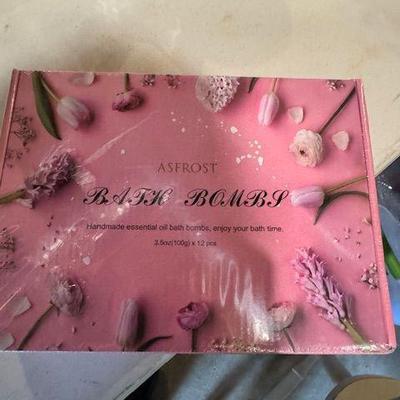 ASFROST
BATH BOMBS
Handmade essential oil bath bombs, enjoy your bath time.
3.5oz(100g) x 12 pcs